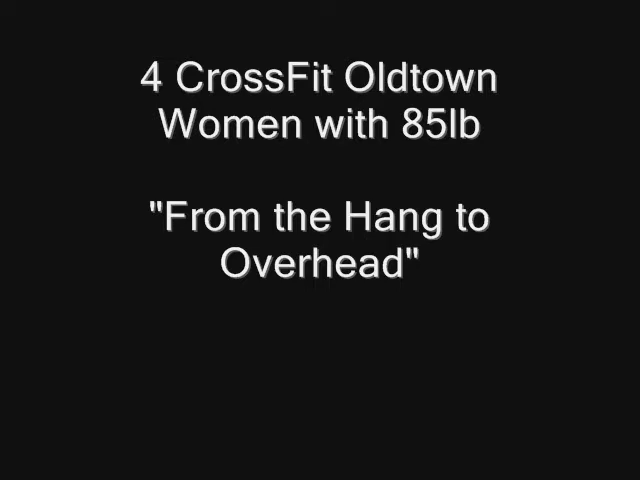 4 CrossFit Oldtown
Women with 85lb
"From the Hang to
Overhead"